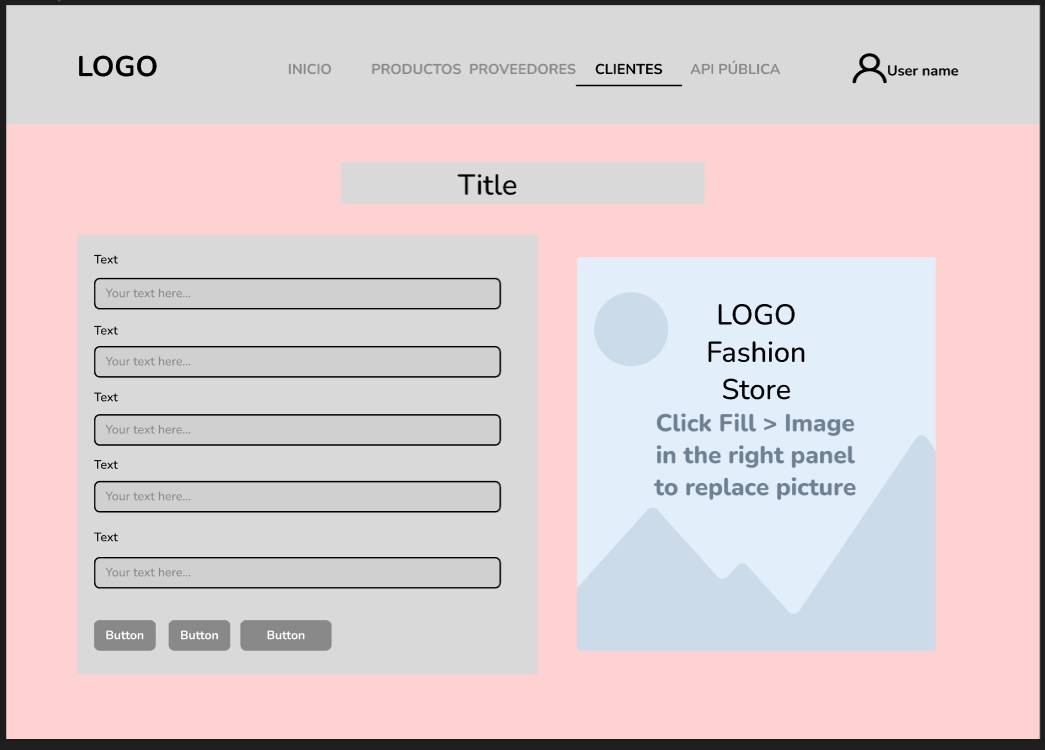 LOGO
INICIO PRODUCTOS PROVEEDORES CLIENTES API PÚBLICA
User name
Title
Text
Your text here...
Text
Your text here...
Text
Your text here...
Text
Your text here...
Text
Your text here...
Button Button Button
LOGO
Fashion
Store
Click Fill > Image
in the right panel
to replace picture